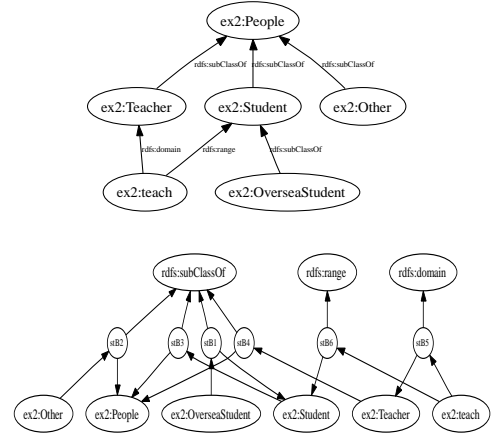 ex2:People
rdfs:subClassOf rdfs:subClassOf rdfs:subClassOf
ex2:Teacher ex2:Student ex2:Other
rdfs:domain rdfs:range rdfs:subClassOf
ex2:teach ex2:OverseaStudent
rdfs:subClassOf rdfs:range rdfs:domain
stB2 stB3 stB1 stB4 stB6 stB5
ex2:Other ex2:People ex2:OverseaStudent ex2:Student ex2:Teacher ex2:teach